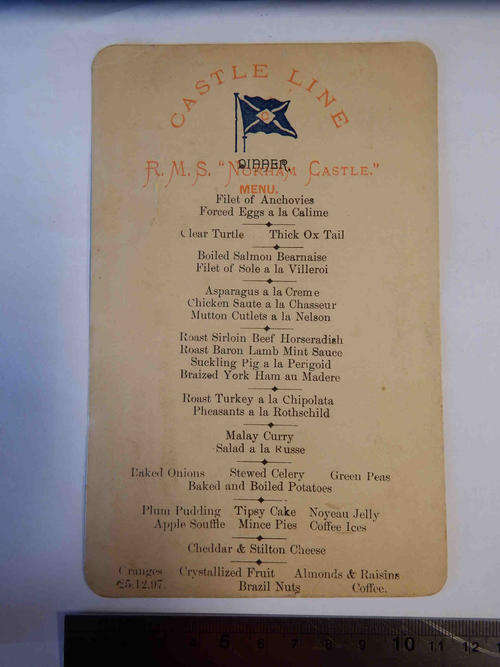 CASTLE LINE
C
DINNER.
R.M.S. "NORHAM CASTLE."
MENU.
Filet of Anchovies
Forced Eggs a la Calime
Clear Turtle Thick Ox Tail
Boiled Salmon Bearnaise
Filet of Sole a la Villeroi
Asparagus a la Creme
Chicken Saute a la Chasseur
Mutton Cutlets a la Nelson
Roast Sirloin Beef Horseradish
Roast Baron Lamb Mint Sauce
Suckling Pig a la Perigoid
Braized York Ham au Madere
Roast Turkey a la Chipolata
Pheasants a la Rothschild
Malay Curry
Salad a la Russe
Baked Onions Stewed Celery Green Peas
Baked and Boiled Potatoes
Plum Pudding Tipsy Cake Noyeau Jelly
Apple Souffle Mince Pies Coffee Ices
Cheddar & Stilton Cheese
Oranges Crystallized Fruit Almonds & Raisins
25.12.97. Brazil Nuts Coffee.
5 6 7 8 9 10 11 12